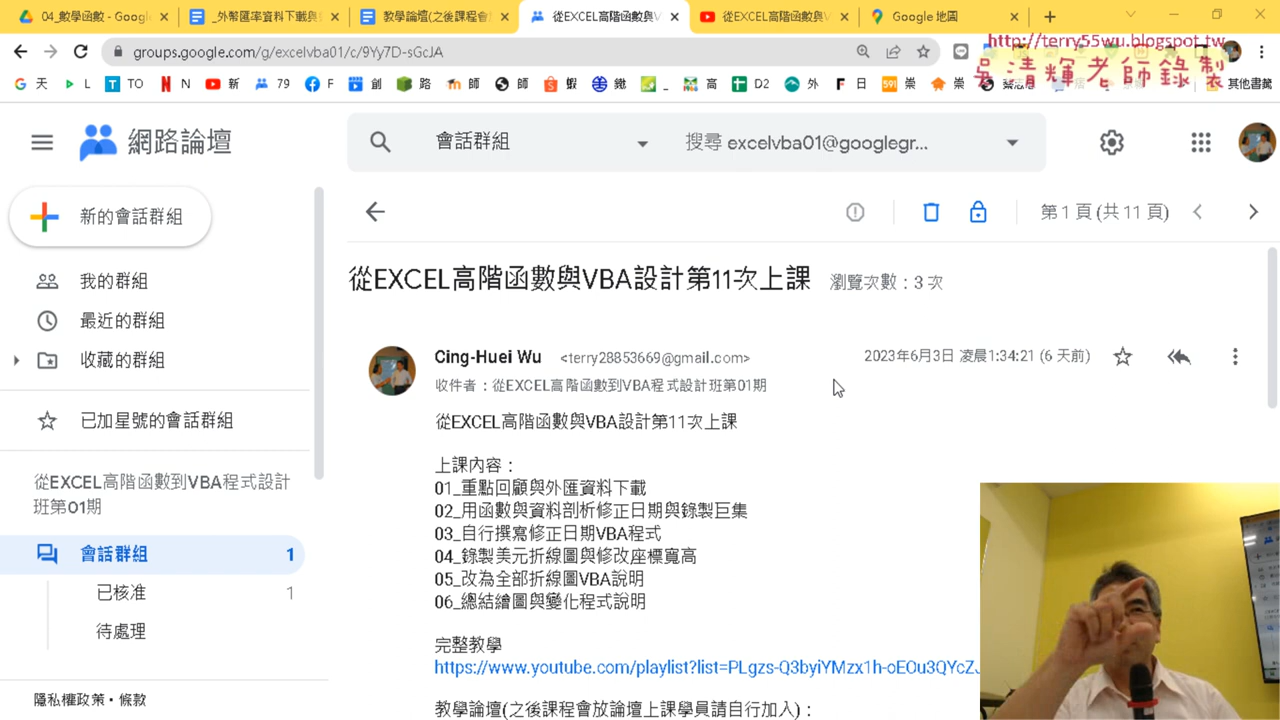 04_數學函數 - Googl
_外幣匯率資料下載與
教學論壇(之後課程會
從EXCEL高階函數與V
從EXCEL高階函數與V
Google 地圖
groups.google.com/g/excelvba01/c/9Yy7D-sGcJA
http://terry55wu.blogspot.tw
吳清輝老師錄製
天
L
TO
N
新
79
F
創
路
師
師
蝦
_
高
D2
外
日
崇
崇
其他書籤
網路論壇
會話群組
搜尋 excelvba01@googlegr...
新的會話群組
第 1 頁 (共 11 頁)
我的群組
最近的群組
收藏的群組
已加星號的會話群組
從EXCEL高階函數到VBA程式設計
班第01期
會話群組 1
已核准 1
待處理
隱私權政策 • 條款
從EXCEL高階函數與VBA設計第11次上課
瀏覽次數：3 次
Cing-Huei Wu <terry28853669@gmail.com>
2023年6月3日 凌晨1:34:21 (6 天前)
收件者：從EXCEL高階函數到VBA程式設計班第01期
從EXCEL高階函數與VBA設計第11次上課
上課內容：
01_重點回顧與外匯資料下載
02_用函數與資料剖析修正日期與錄製巨集
03_自行撰寫修正日期VBA程式
04_錄製美元折線圖與修改座標寬高
05_改為全部折線圖VBA說明
06_總結繪圖與變化程式說明
完整教學
https://www.youtube.com/playlist?list=PLgzs-Q3byiYMzx1h-oEOu3QYcZ
教學論壇(之後課程會放論壇上課學員請自行加入)：